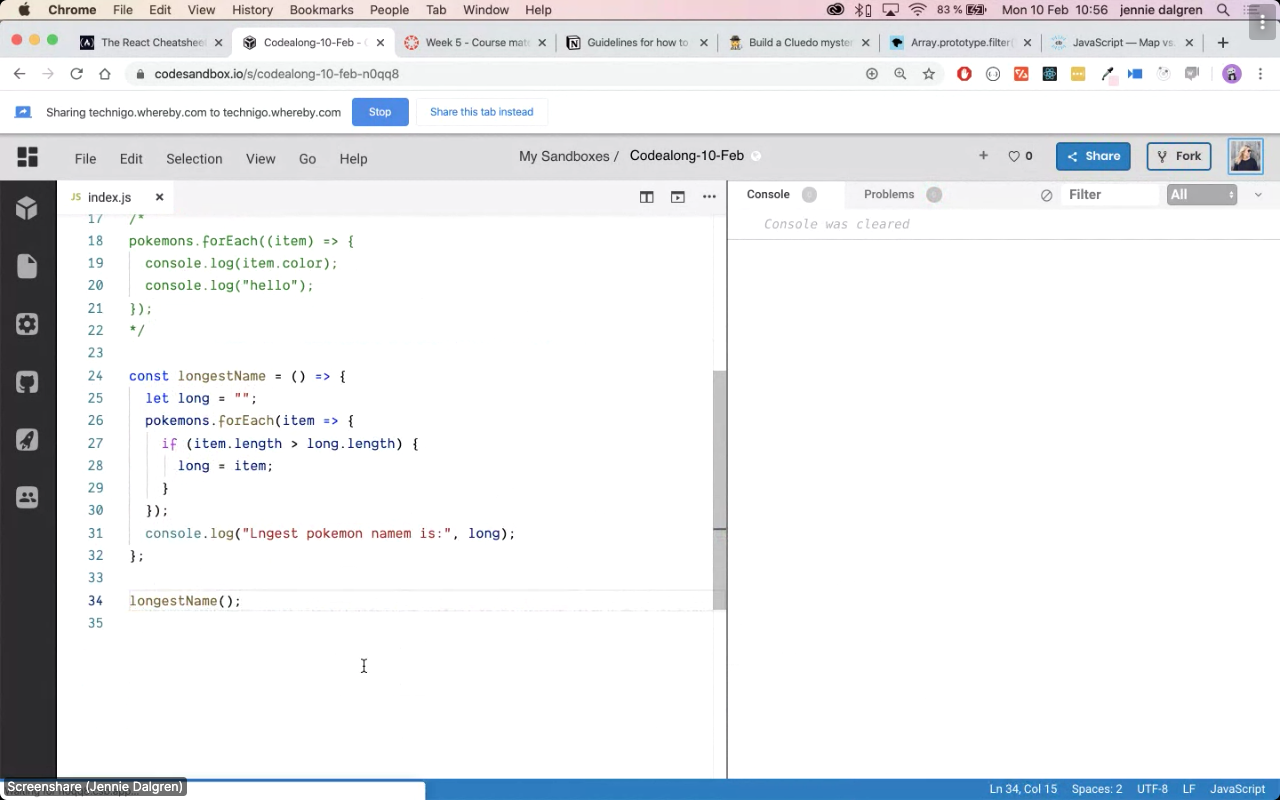 Chrome File Edit View History Bookmarks People Tab Window Help 83 % Mon 10 Feb 10:56 jennie dalgren
The React Cheatshee Codealong-10-Feb - Week 5 - Course mat Guidelines for how to Build a Cluedo myster Array.prototype.filter( JavaScript — Map vs.
codesandbox.io/s/codealong-10-feb-n0qq8
Sharing technigo.whereby.com to technigo.whereby.com Stop Share this tab instead
File Edit Selection View Go Help My Sandboxes / Codealong-10-Feb + 0 Share Fork
JS index.js Console Problems Filter All
Console was cleared
17 /*
18 pokemons.forEach((item) => {
19 console.log(item.color);
20 console.log("hello");
21 });
22 */
23
24 const longestName = () => {
25 let long = "";
26 pokemons.forEach(item => {
27 if (item.length > long.length) {
28 long = item;
29 }
30 });
31 console.log("Lngest pokemon namem is:", long);
32 };
33
34 longestName();
35
Screenshare (Jennie Dalgren)
Ln 34, Col 15 Spaces: 2 UTF-8 LF JavaScript